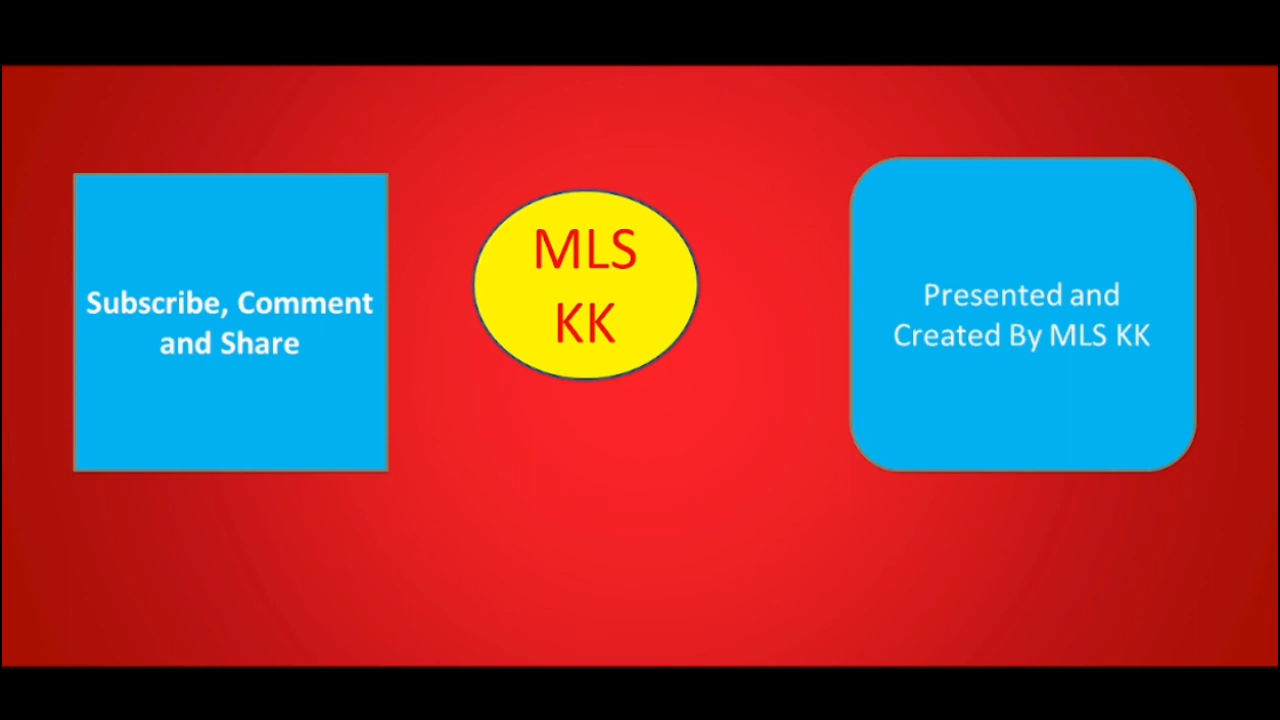 Subscribe, Comment
and Share
MLS
KK
Presented and
Created By MLS KK